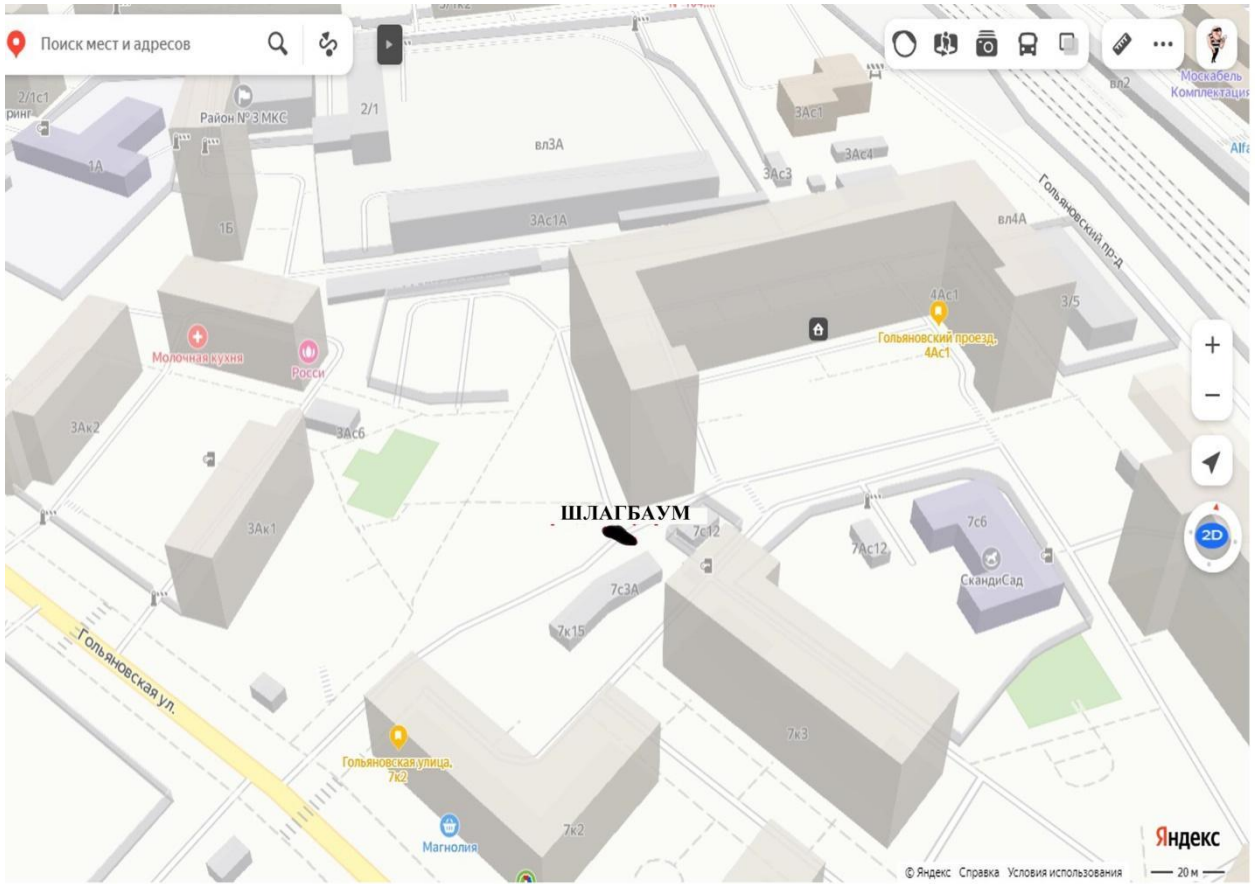 Поиск мест и адресов
3/1к2
2/1с1
Район № 3 МКС
2/1
1А
1Б
вл3А
3Ас1А
3Ас1
3Ас3
3Ас4
вл2
Москабель
Комплектация
Alfa
Гольяновский пр-д
вл4А
4Ас1
Гольяновский проезд,
4Ас1
3/5
Молочная кухня
Росси
3Ак2
3Ас6
3Ак1
ШЛАГБАУМ
7с12
7с3А
7к15
7Ас12
7с6
СкандиСад
2D
Гольяновская ул.
Гольяновская улица,
7к2
Магнолия
7к2
7к3
Яндекс
© Яндекс Справка Условия использования
20 м